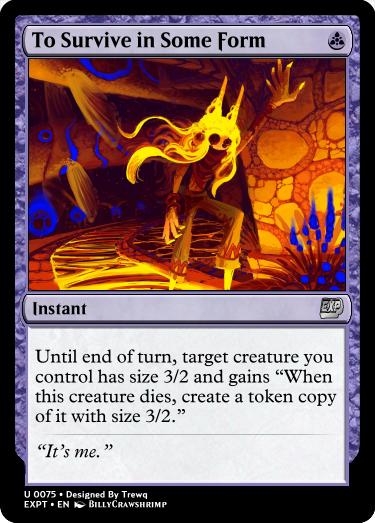 To Survive in Some Form
Instant
EXP
Until end of turn, target creature you
control has size 3/2 and gains “When
this creature dies, create a token copy
of it with size 3/2.”
“It’s me.”
U 0075 • Designed By Trewq
EXPT • EN BillyCrawshrimp